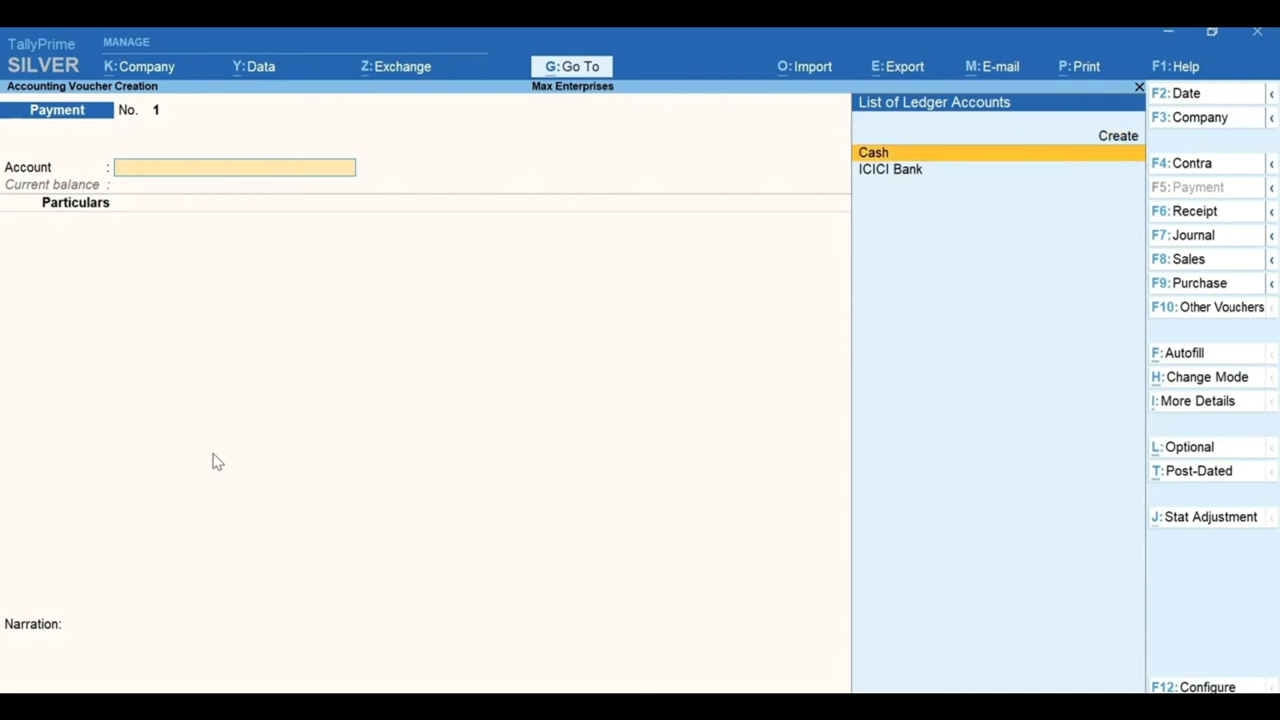 TallyPrime
MANAGE
SILVER
K:Company
Y:Data
Z:Exchange
G:Go To
O:Import
E:Export
M:E-mail
P:Print
F1:Help
Accounting Voucher Creation
Max Enterprises
Payment No. 1
Account :
Current balance :
Particulars
Narration:
List of Ledger Accounts
Create
Cash
ICICI Bank
F2:Date
F3:Company
F4:Contra
F5:Payment
F6:Receipt
F7:Journal
F8:Sales
F9:Purchase
F10:Other Vouchers
F:Autofill
H:Change Mode
I:More Details
L:Optional
T:Post-Dated
J:Stat Adjustment
F12:Configure